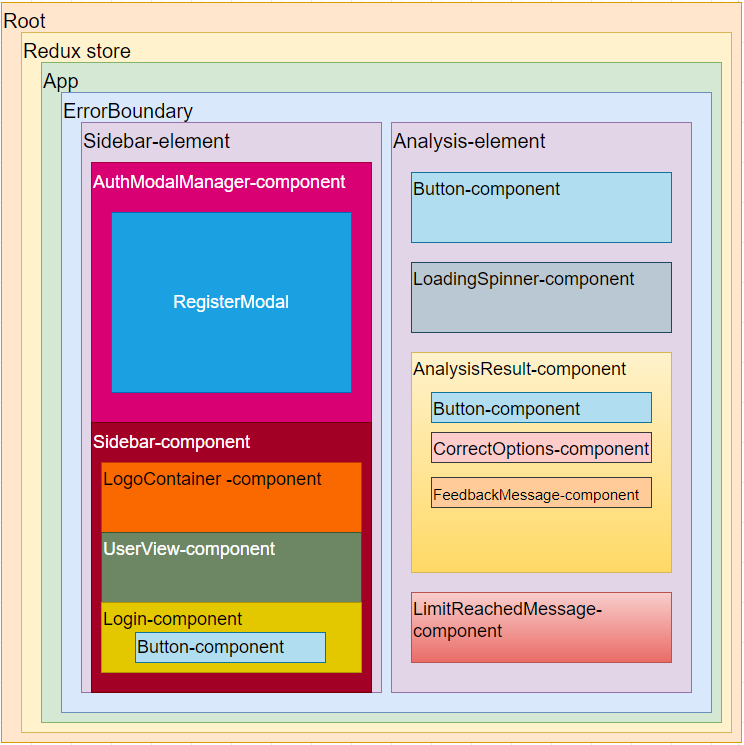 Root
Redux store
App
ErrorBoundary
Sidebar-element
AuthModalManager-component
RegisterModal
Sidebar-component
LogoContainer -component
UserView-component
Login-component
Button-component
Analysis-element
Button-component
LoadingSpinner-component
AnalysisResult-component
Button-component
CorrectOptions-component
FeedbackMessage-component
LimitReachedMessage-
component